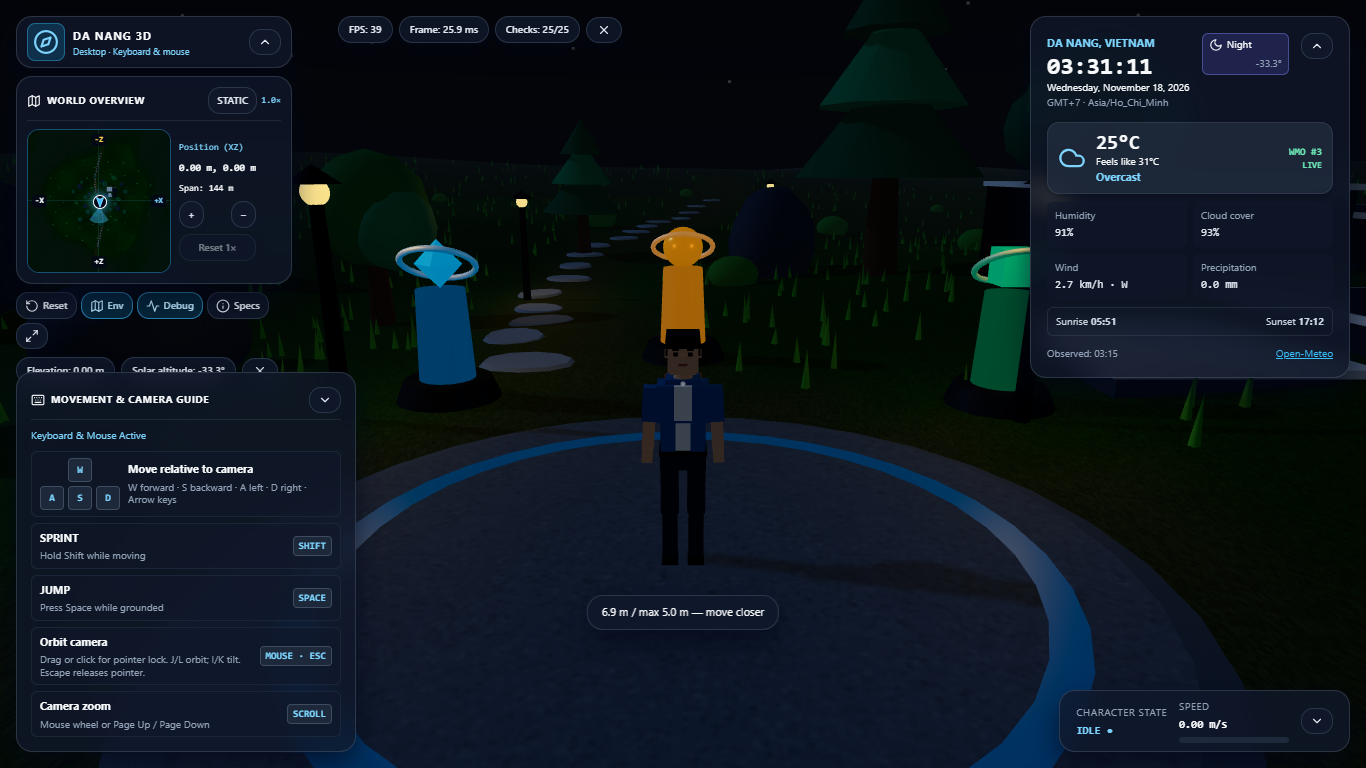 DA NANG 3D
Desktop · Keyboard & mouse
FPS: 39
Frame: 25.9 ms
Checks: 25/25
WORLD OVERVIEW
STATIC
1.0×
-Z
-X
+X
+Z
Position (XZ)
0.00 m, 0.00 m
Span: 144 m
+
−
Reset 1×
Reset
Env
Debug
Specs
Elevation: 0.00 m
Solar altitude: -33.3°
MOVEMENT & CAMERA GUIDE
Keyboard & Mouse Active
W
A
S
D
Move relative to camera
W forward · S backward · A left · D right ·
Arrow keys
SPRINT
Hold Shift while moving
SHIFT
JUMP
Press Space while grounded
SPACE
Orbit camera
Drag or click for pointer lock. J/L orbit; I/K tilt.
Escape releases pointer.
MOUSE · ESC
Camera zoom
Mouse wheel or Page Up / Page Down
SCROLL
6.9 m / max 5.0 m — move closer
DA NANG, VIETNAM
03:31:11
Wednesday, November 18, 2026
GMT+7 · Asia/Ho_Chi_Minh
Night
-33.3°
25°C
Feels like 31°C
Overcast
WMO #3
LIVE
Humidity
91%
Cloud cover
93%
Wind
2.7 km/h · W
Precipitation
0.0 mm
Sunrise 05:51
Sunset 17:12
Observed: 03:15
Open-Meteo
CHARACTER STATE
IDLE
SPEED
0.00 m/s